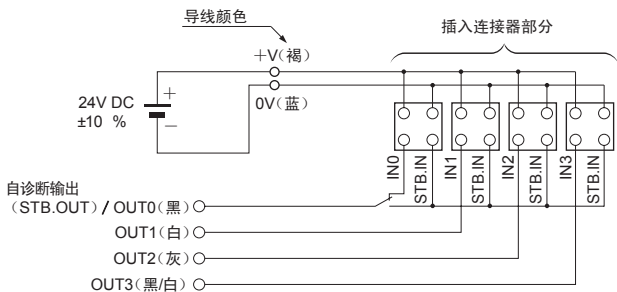 导线颜色
插入连接器部分
+V（褐）
24V DC
±10 %
+
−
0V（蓝）
IN0
STB.IN
IN1
STB.IN
IN2
STB.IN
IN3
STB.IN
自诊断输出
（STB.OUT）/ OUT0（黑）
OUT1（白）
OUT2（灰）
OUT3（黑/白）